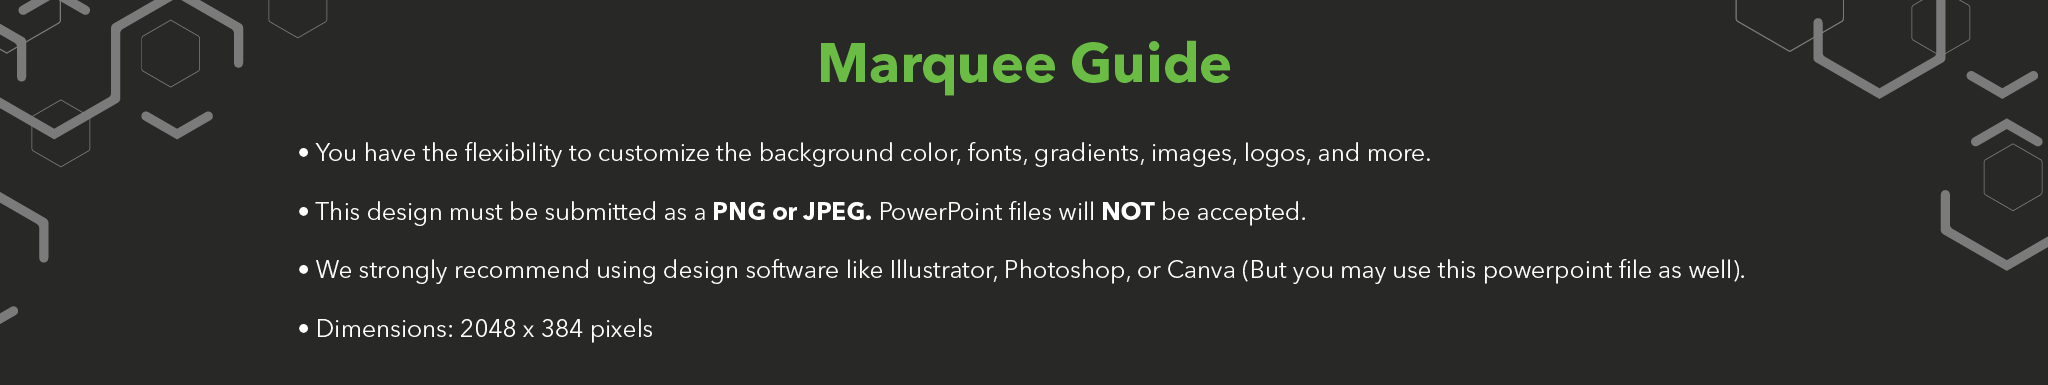 Marquee Guide
• You have the flexibility to customize the background color, fonts, gradients, images, logos, and more.
• This design must be submitted as a PNG or JPEG. PowerPoint files will NOT be accepted.
• We strongly recommend using design software like Illustrator, Photoshop, or Canva (But you may use this powerpoint file as well).
• Dimensions: 2048 x 384 pixels